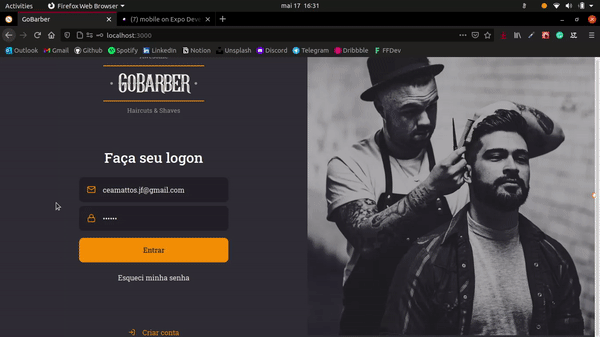 Activities Firefox Web Browser mai 17 16:31
GoBarber (7) mobile on Expo Deve
localhost:3000
Outlook Gmail Github Spotify LinkedIn Notion Unsplash Discord Telegram Dribbble FFDev
GOBARBER
Haircuts & Shaves
Faça seu logon
ceamattos.jf@gmail.com
••••••
Entrar
Esqueci minha senha
Criar conta